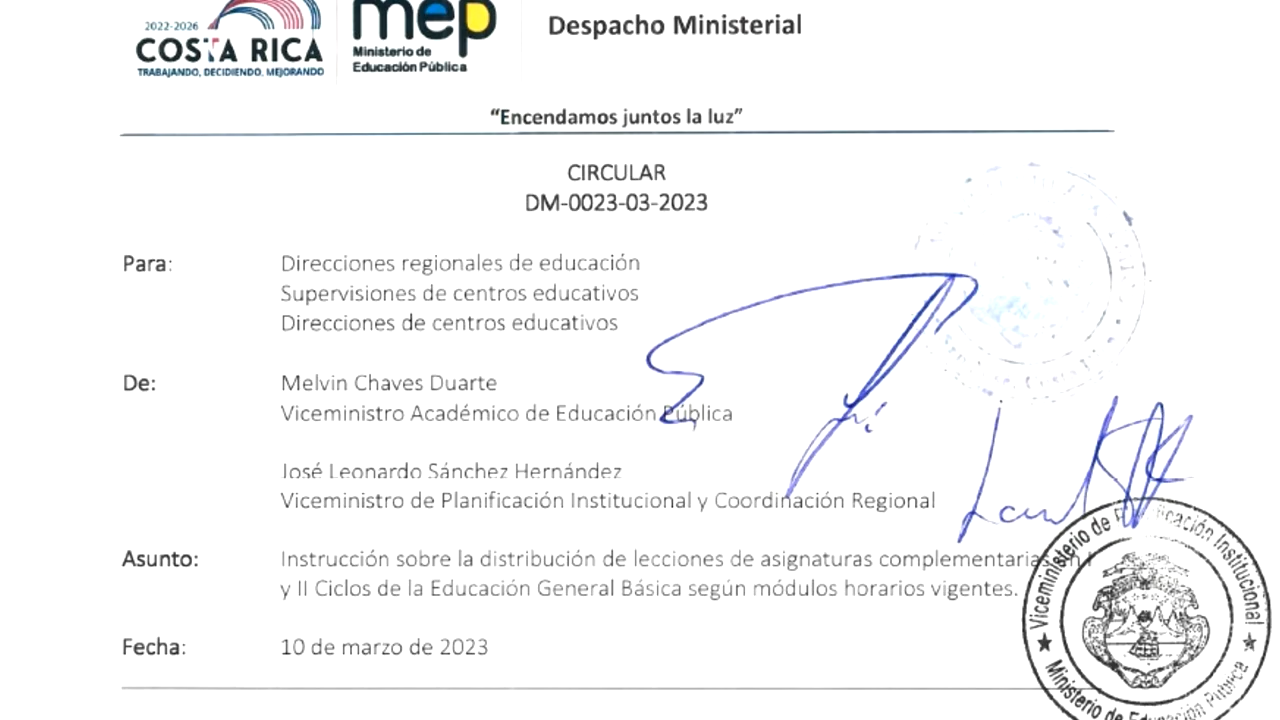 2022-2026
COSTA RICA
TRABAJANDO, DECIDIENDO, MEJORANDO
mep
Ministerio de
Educación Pública
Despacho Ministerial
“Encendamos juntos la luz”
CIRCULAR
DM-0023-03-2023
Para:
Direcciones regionales de educación
Supervisiones de centros educativos
Direcciones de centros educativos
De:
Melvin Chaves Duarte
Viceministro Académico de Educación Pública
José Leonardo Sánchez Hernández
Viceministro de Planificación Institucional y Coordinación Regional
Asunto:
Instrucción sobre la distribución de lecciones de asignaturas complementarias en I
y II Ciclos de la Educación General Básica según módulos horarios vigentes.
Fecha:
10 de marzo de 2023
Viceministerio de Planificación Institucional
Ministerio de Educación Pública